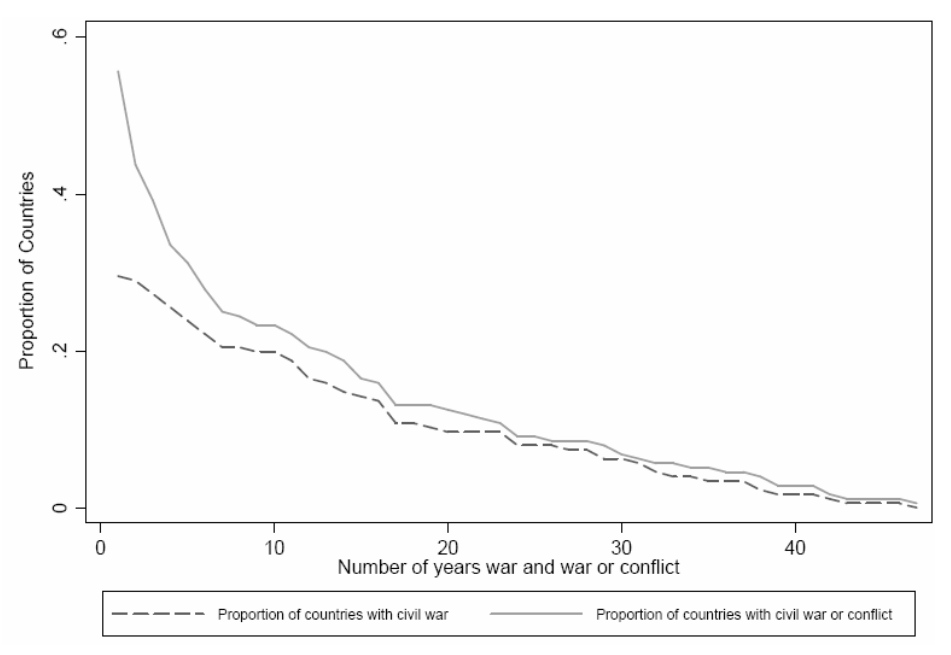 Proportion of Countries
.6
.4
.2
0
0 10 20 30 40
Number of years war and war or conflict
Proportion of countries with civil war Proportion of countries with civil war or conflict